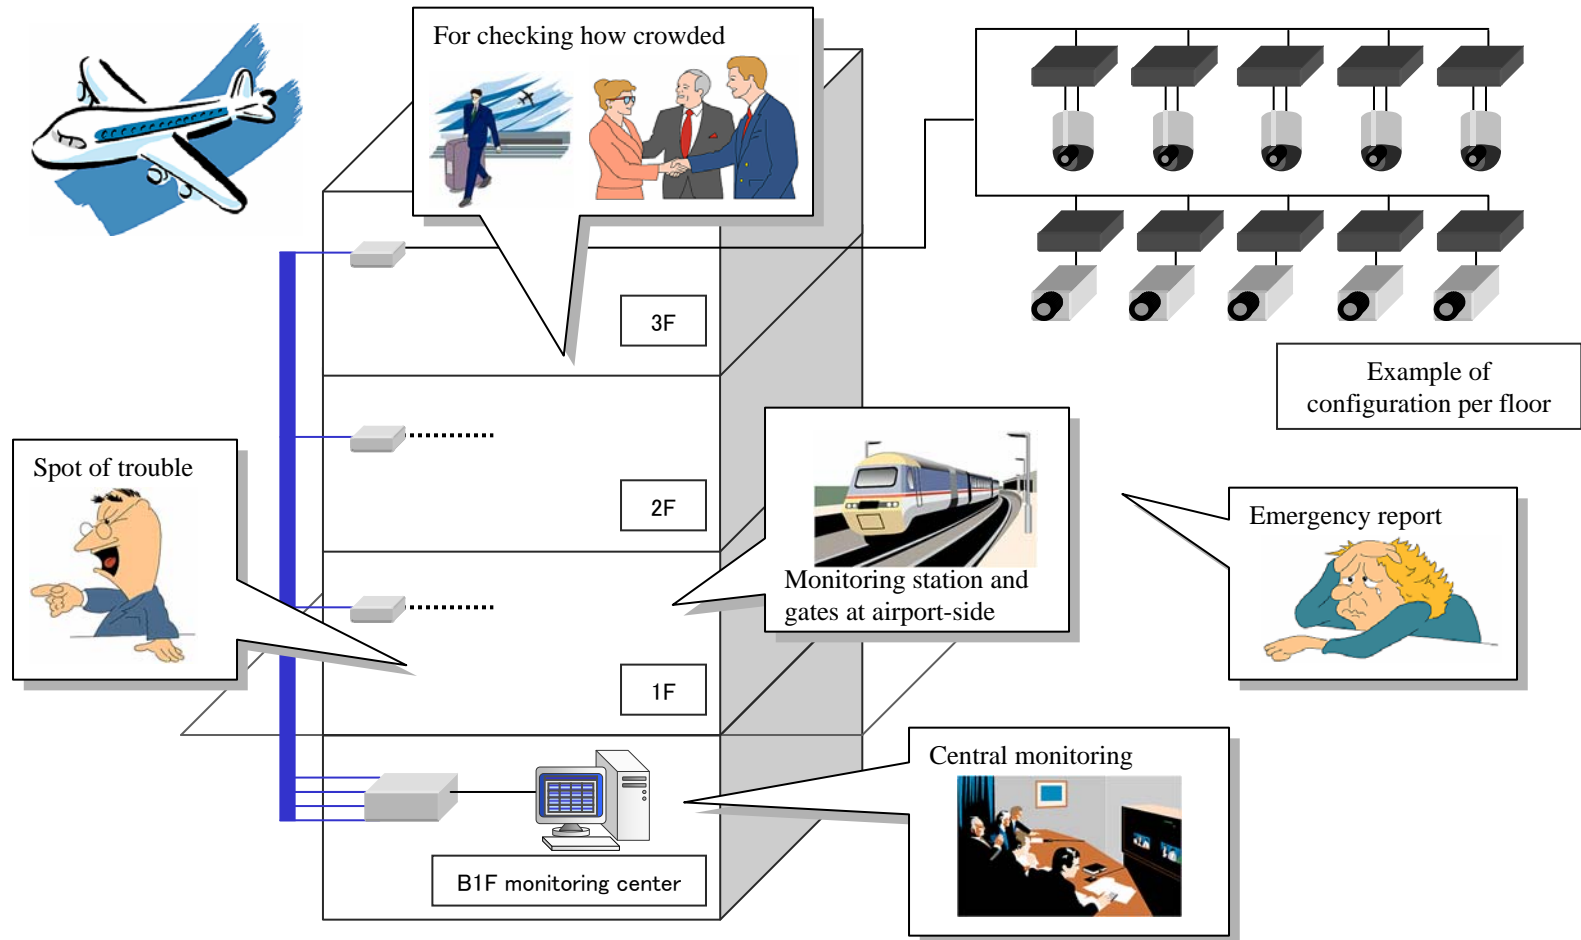 For checking how crowded
3F
Example of
configuration per floor
Spot of trouble
2F
Emergency report
Monitoring station and
gates at airport-side
1F
Central monitoring
B1F monitoring center